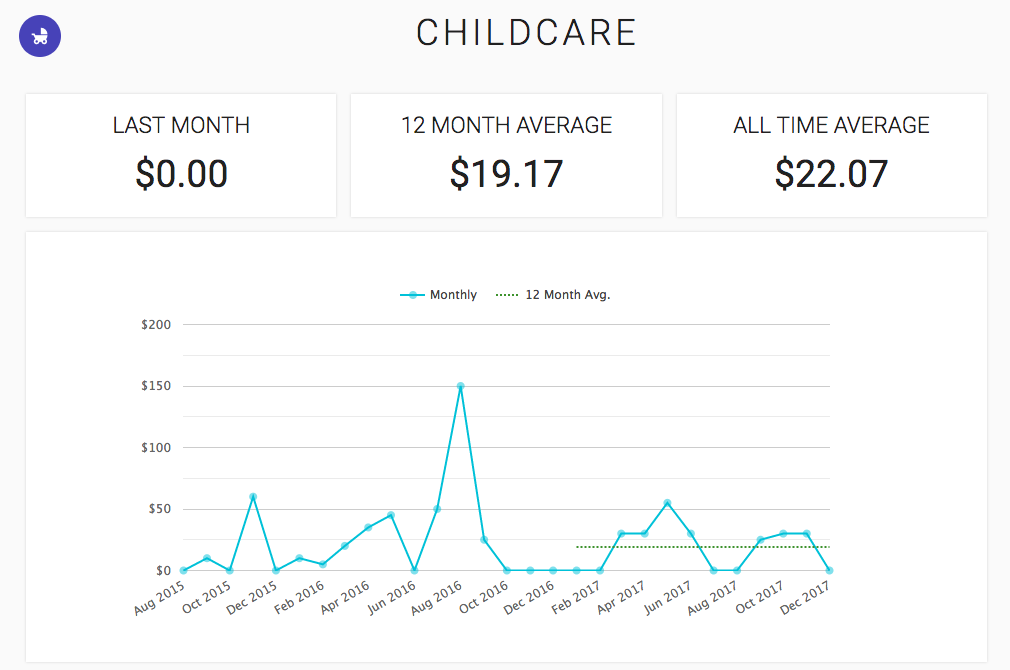 CHILDCARE
LAST MONTH
$0.00
12 MONTH AVERAGE
$19.17
ALL TIME AVERAGE
$22.07
Monthly
12 Month Avg.
$200
$150
$100
$50
$0
Aug 2015
Oct 2015
Dec 2015
Feb 2016
Apr 2016
Jun 2016
Aug 2016
Oct 2016
Dec 2016
Feb 2017
Apr 2017
Jun 2017
Aug 2017
Oct 2017
Dec 2017